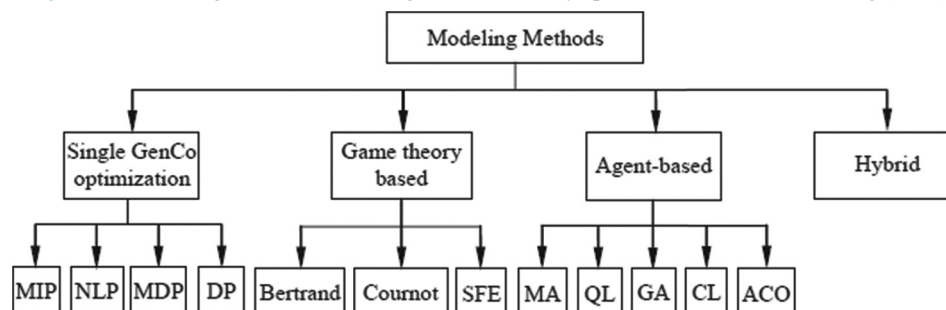 Modeling Methods
Single GenCo
optimization
Game theory
based
Agent-based
Hybrid
MIP
NLP
MDP
DP
Bertrand
Cournot
SFE
MA
QL
GA
CL
ACO